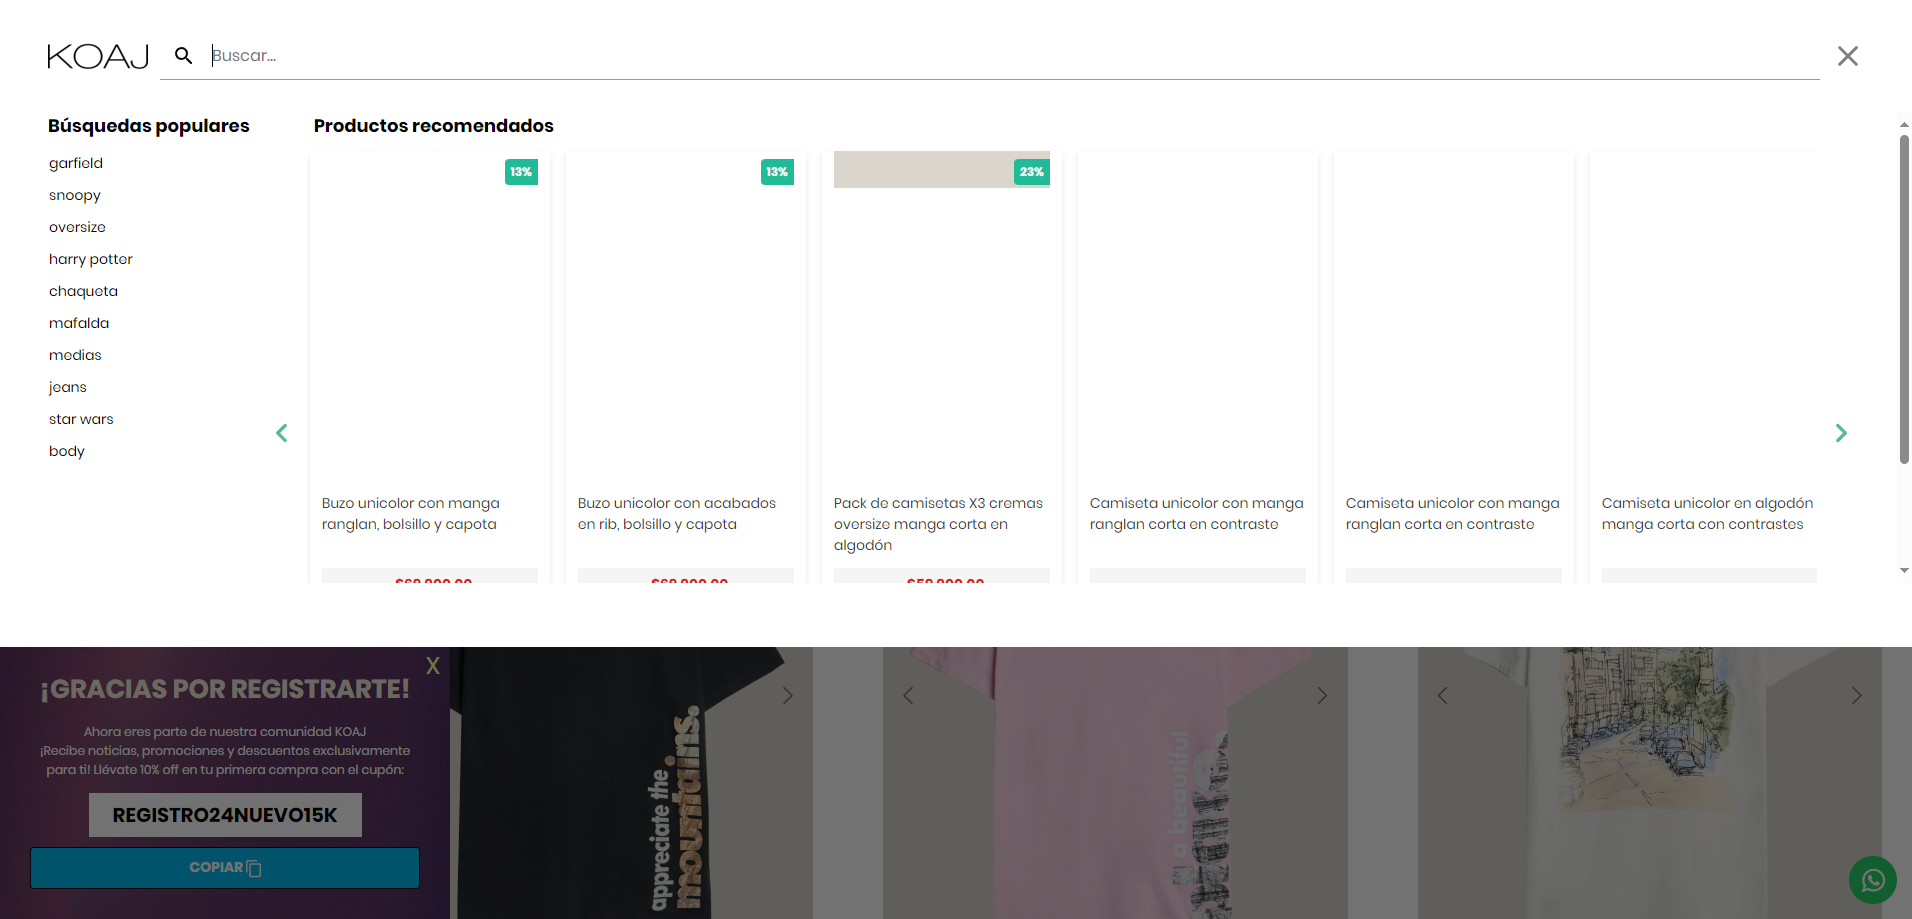 KOAJ
Buscar...
Búsquedas populares
garfield
snoopy
oversize
harry potter
chaqueta
mafalda
medias
jeans
star wars
body
Productos recomendados
13%
13%
23%
Buzo unicolor con manga
ranglan, bolsillo y capota
Buzo unicolor con acabados
en rib, bolsillo y capota
Pack de camisetas X3 cremas
oversize manga corta en
algodón
Camiseta unicolor con manga
ranglan corta en contraste
Camiseta unicolor con manga
ranglan corta en contraste
Camiseta unicolor en algodón
manga corta con contrastes
X
¡GRACIAS POR REGISTRARTE!
Ahora eres parte de nuestra comunidad KOAJ
¡Recibe noticias, promociones y descuentos exclusivamente
para ti! Llévate 10% off en tu primera compra con el cupón:
REGISTRO24NUEVO15K
COPIAR
appreciate the
mountains.
a beautiful